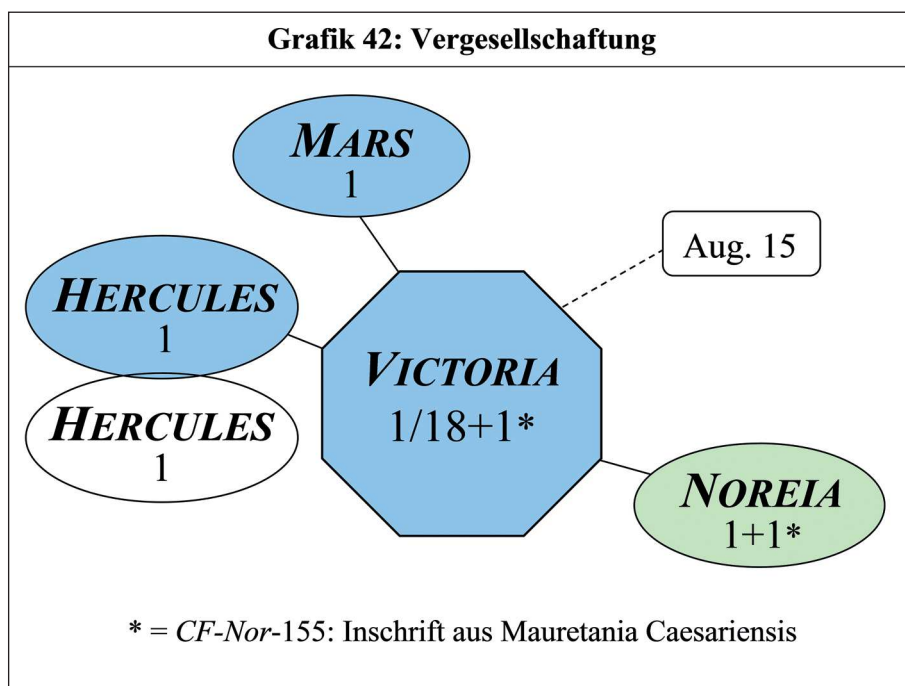 Grafik 42: Vergesellschaftung
MARS
1
Aug. 15
HERCULES
1
VICTORIA
1/18+1*
HERCULES
1
NOREIA
1+1*
* = CF-Nor-155: Inschrift aus Mauretania Caesariensis